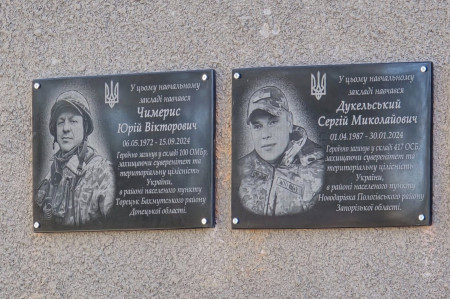 У цьому навчальному
закладі навчався
Чимерис
Юрій Вікторович
06.05.1972 - 15.09.2024
Героїчно загинув у складі 100 ОМБр,
захищаючи суверенітет та
територіальну цілісність
України,
в районі населеного пункту
Торецьк Бахмутського району
Донецької області.
У цьому навчальному
закладі навчався
Дукельський
Сергій Миколайович
01.04.1987 - 30.01.2024
Героїчно загинув у складі 417 ОСБ,
захищаючи суверенітет та
територіальну цілісність
України,
в районі населеного пункту
Новодарівка Пологівського району
Запорізької області.